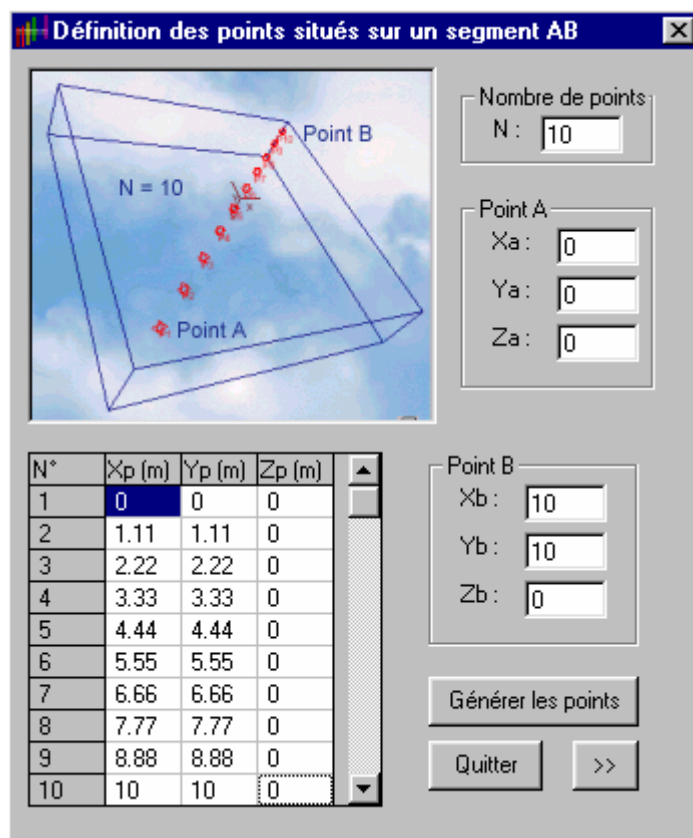 Définition des points situés sur un segment AB
Point B
N = 10
Point A
Nombre de points
N : 10
Point A
Xa : 0
Ya : 0
Za : 0
N° Xp (m) Yp (m) Zp (m)
1 0 0 0
2 1.11 1.11 0
3 2.22 2.22 0
4 3.33 3.33 0
5 4.44 4.44 0
6 5.55 5.55 0
7 6.66 6.66 0
8 7.77 7.77 0
9 8.88 8.88 0
10 10 10 0
Point B
Xb : 10
Yb : 10
Zb : 0
Générer les points
Quitter >>